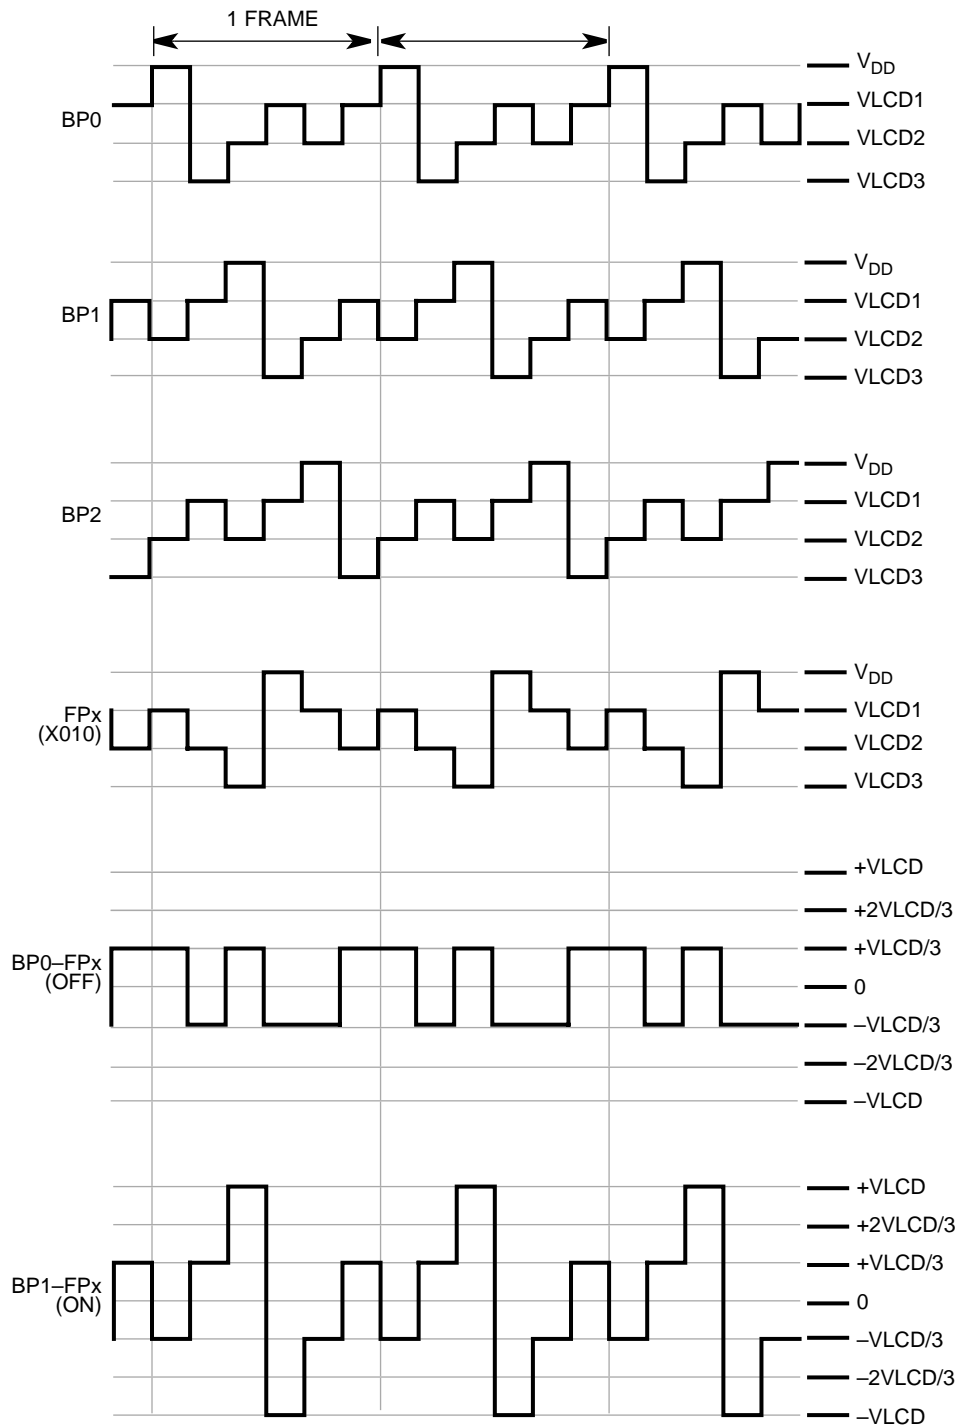 1 FRAME
BP0
VDD
VLCD1
VLCD2
VLCD3
BP1
VDD
VLCD1
VLCD2
VLCD3
BP2
VDD
VLCD1
VLCD2
VLCD3
FPx
(X010)
VDD
VLCD1
VLCD2
VLCD3
BP0–FPx
(OFF)
+VLCD
+2VLCD/3
+VLCD/3
0
–VLCD/3
–2VLCD/3
–VLCD
BP1–FPx
(ON)
+VLCD
+2VLCD/3
+VLCD/3
0
–VLCD/3
–2VLCD/3
–VLCD